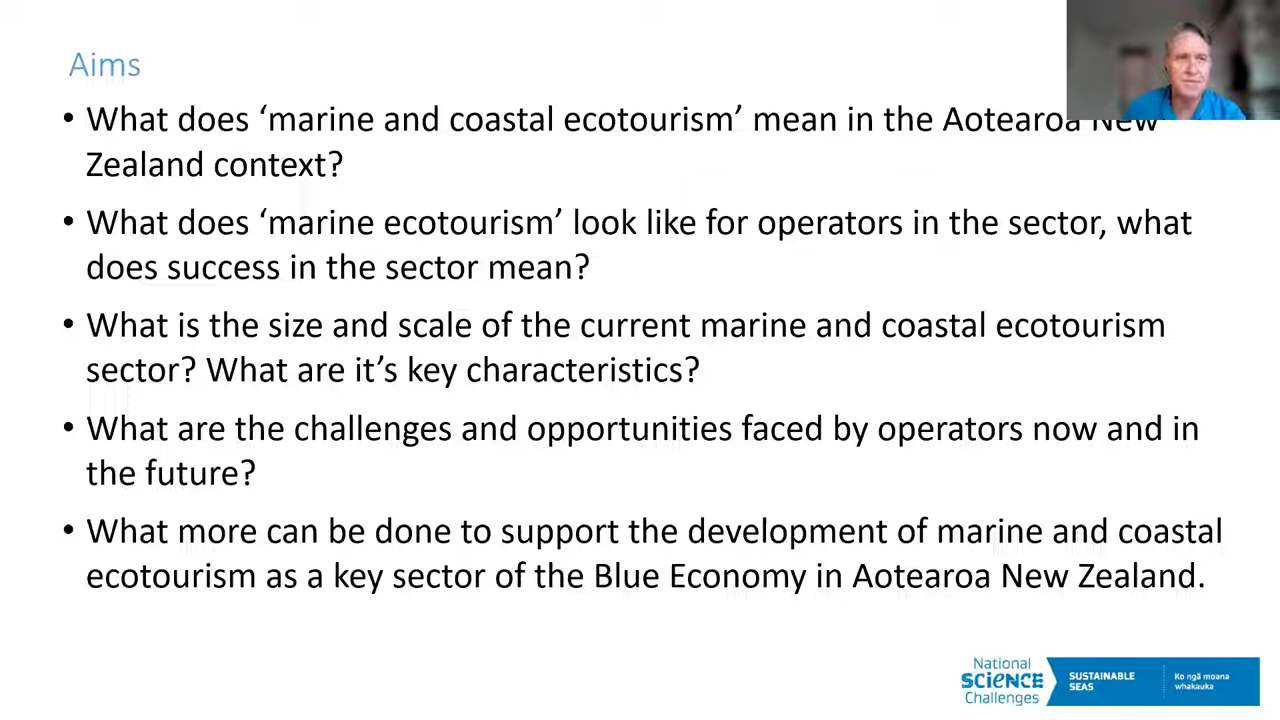 Aims
• What does ‘marine and coastal ecotourism’ mean in the Aotearoa New
Zealand context?
• What does ‘marine ecotourism’ look like for operators in the sector, what
does success in the sector mean?
• What is the size and scale of the current marine and coastal ecotourism
sector? What are it’s key characteristics?
• What are the challenges and opportunities faced by operators now and in
the future?
• What more can be done to support the development of marine and coastal
ecotourism as a key sector of the Blue Economy in Aotearoa New Zealand.
National
SCIENCE
Challenges
SUSTAINABLE
SEAS
Ko ngā moana
whakauka